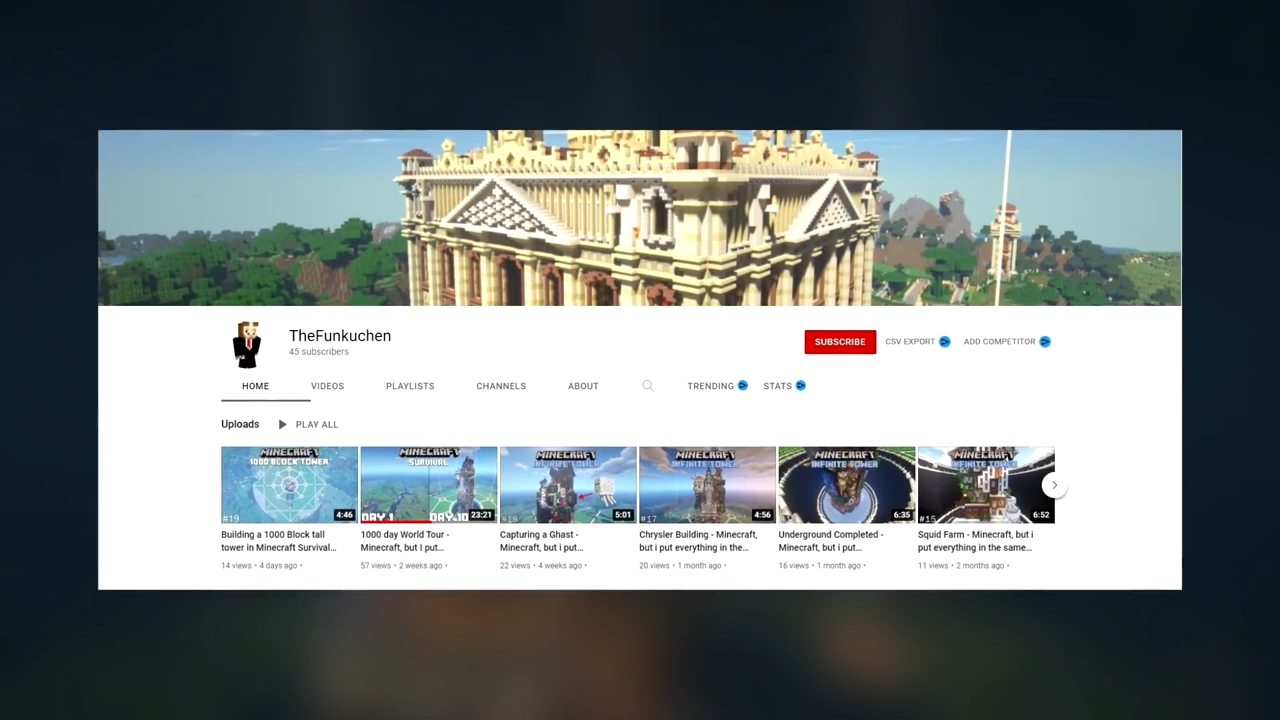 TheFunkuchen
45 subscribers
SUBSCRIBE
CSV EXPORT
ADD COMPETITOR
HOME VIDEOS PLAYLISTS CHANNELS ABOUT TRENDING STATS
Uploads PLAY ALL
MINECRAFT
1000 BLOCK TOWER
#19
4:46
MINECRAFT
SURVIVAL
DAY 1
23:21
MINECRAFT
INFINITE TOWER
#18
5:01
MINECRAFT
INFINITE TOWER
#17
4:56
MINECRAFT
INFINITE TOWER
6:35
MINECRAFT
INFINITE TOWER
#15
6:52
Building a 1000 Block tall
tower in Minecraft Survival...
14 views • 4 days ago •
1000 day World Tour -
Minecraft, but I put...
57 views • 2 weeks ago •
Capturing a Ghast -
Minecraft, but i put...
22 views • 4 weeks ago •
Chrysler Building - Minecraft,
but i put everything in the...
20 views • 1 month ago •
Underground Completed -
Minecraft, but i put...
16 views • 1 month ago •
Squid Farm - Minecraft, but i
put everything in the same...
11 views • 2 months ago •